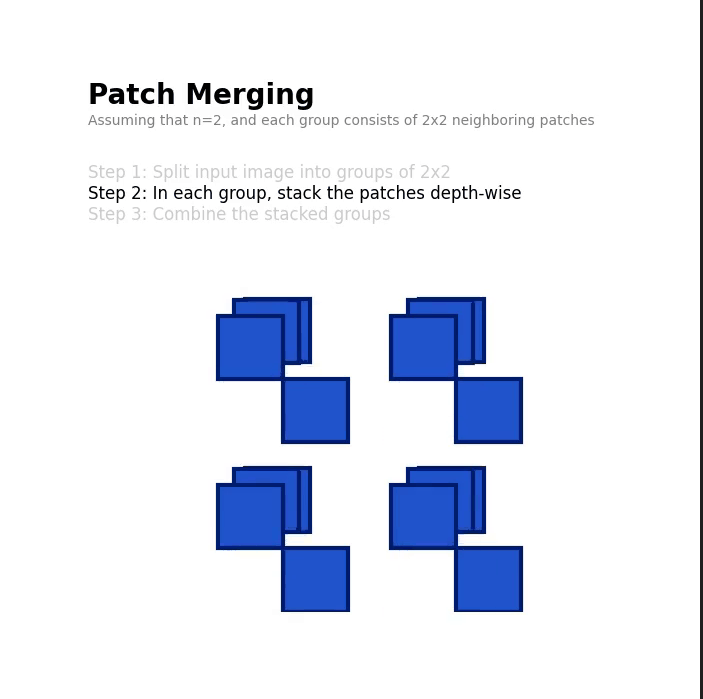 Patch Merging
Assuming that n=2, and each group consists of 2x2 neighboring patches
Step 1: Split input image into groups of 2x2
Step 2: In each group, stack the patches depth-wise
Step 3: Combine the stacked groups